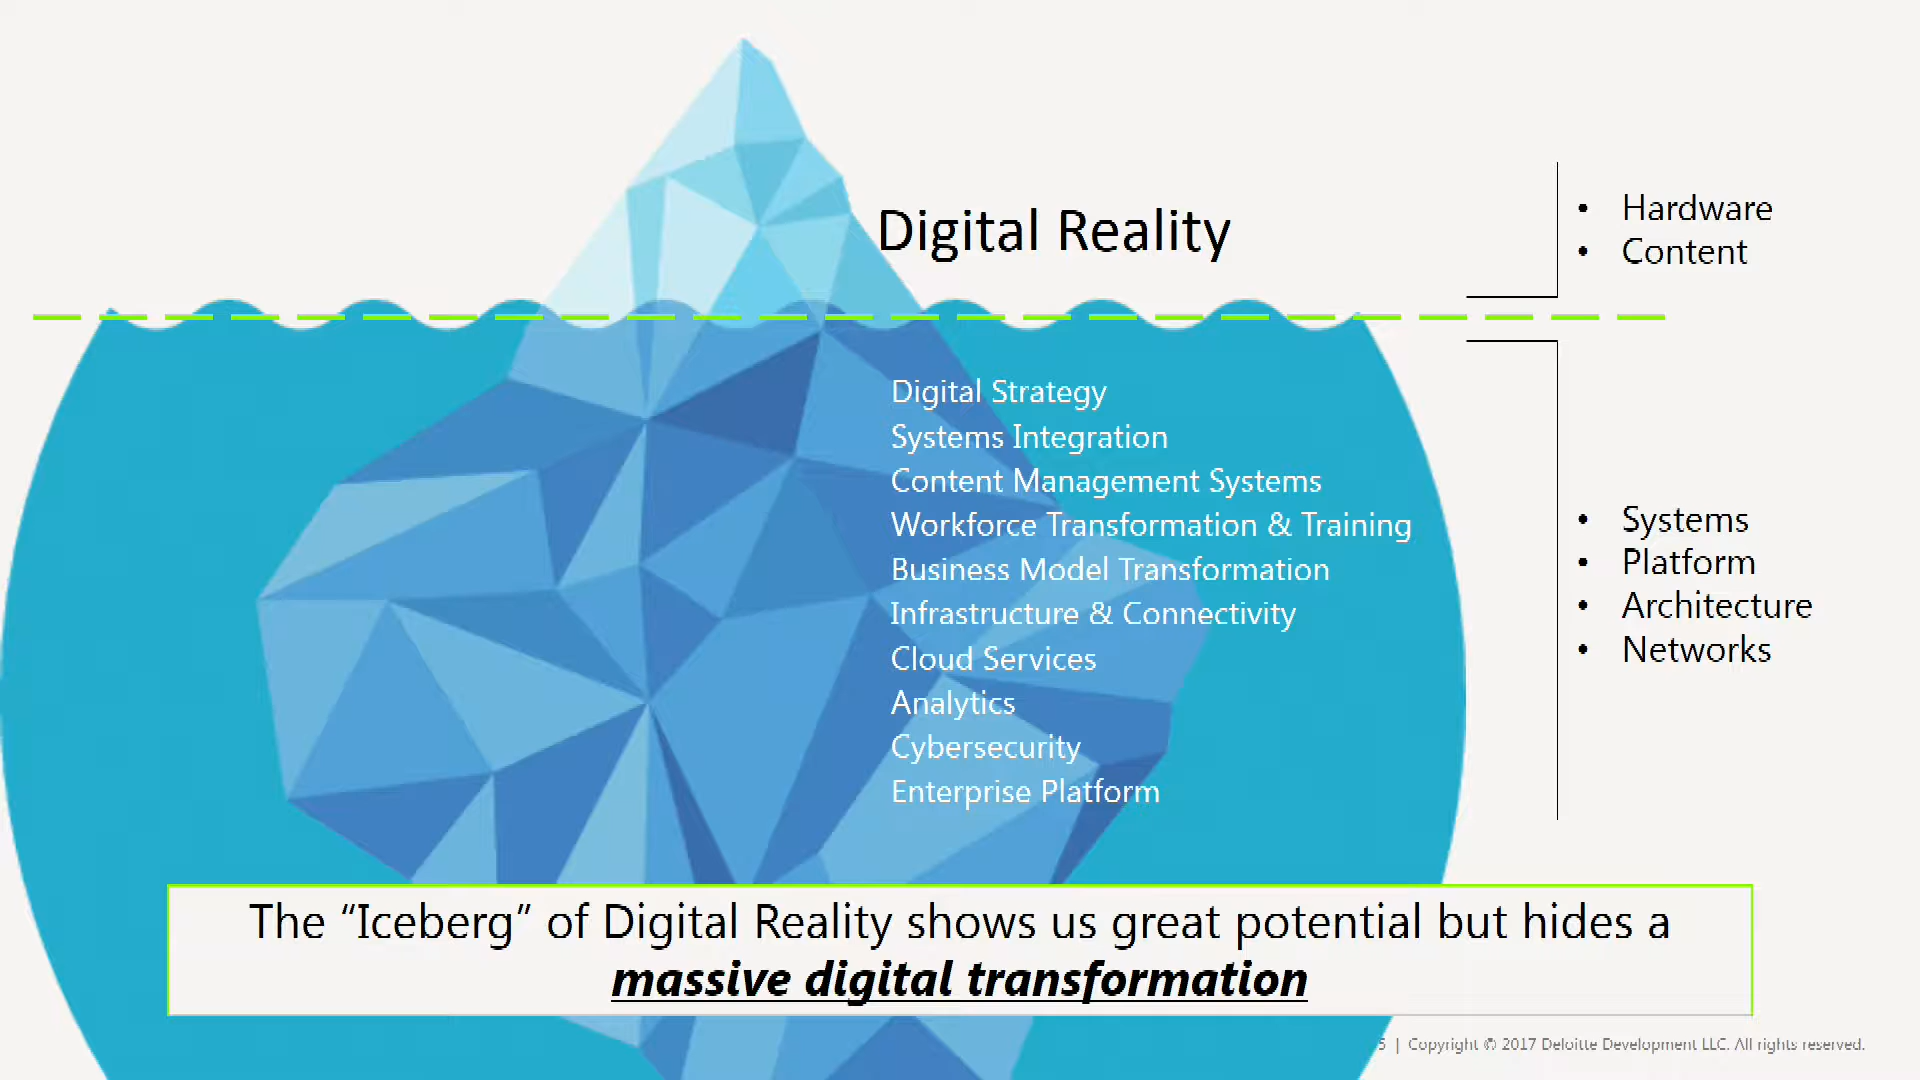 Digital Reality
• Hardware
• Content
Digital Strategy
Systems Integration
Content Management Systems
Workforce Transformation & Training
Business Model Transformation
Infrastructure & Connectivity
Cloud Services
Analytics
Cybersecurity
Enterprise Platform
• Systems
• Platform
• Architecture
• Networks
The “Iceberg” of Digital Reality shows us great potential but hides a
massive digital transformation
5 | Copyright © 2017 Deloitte Development LLC. All rights reserved.